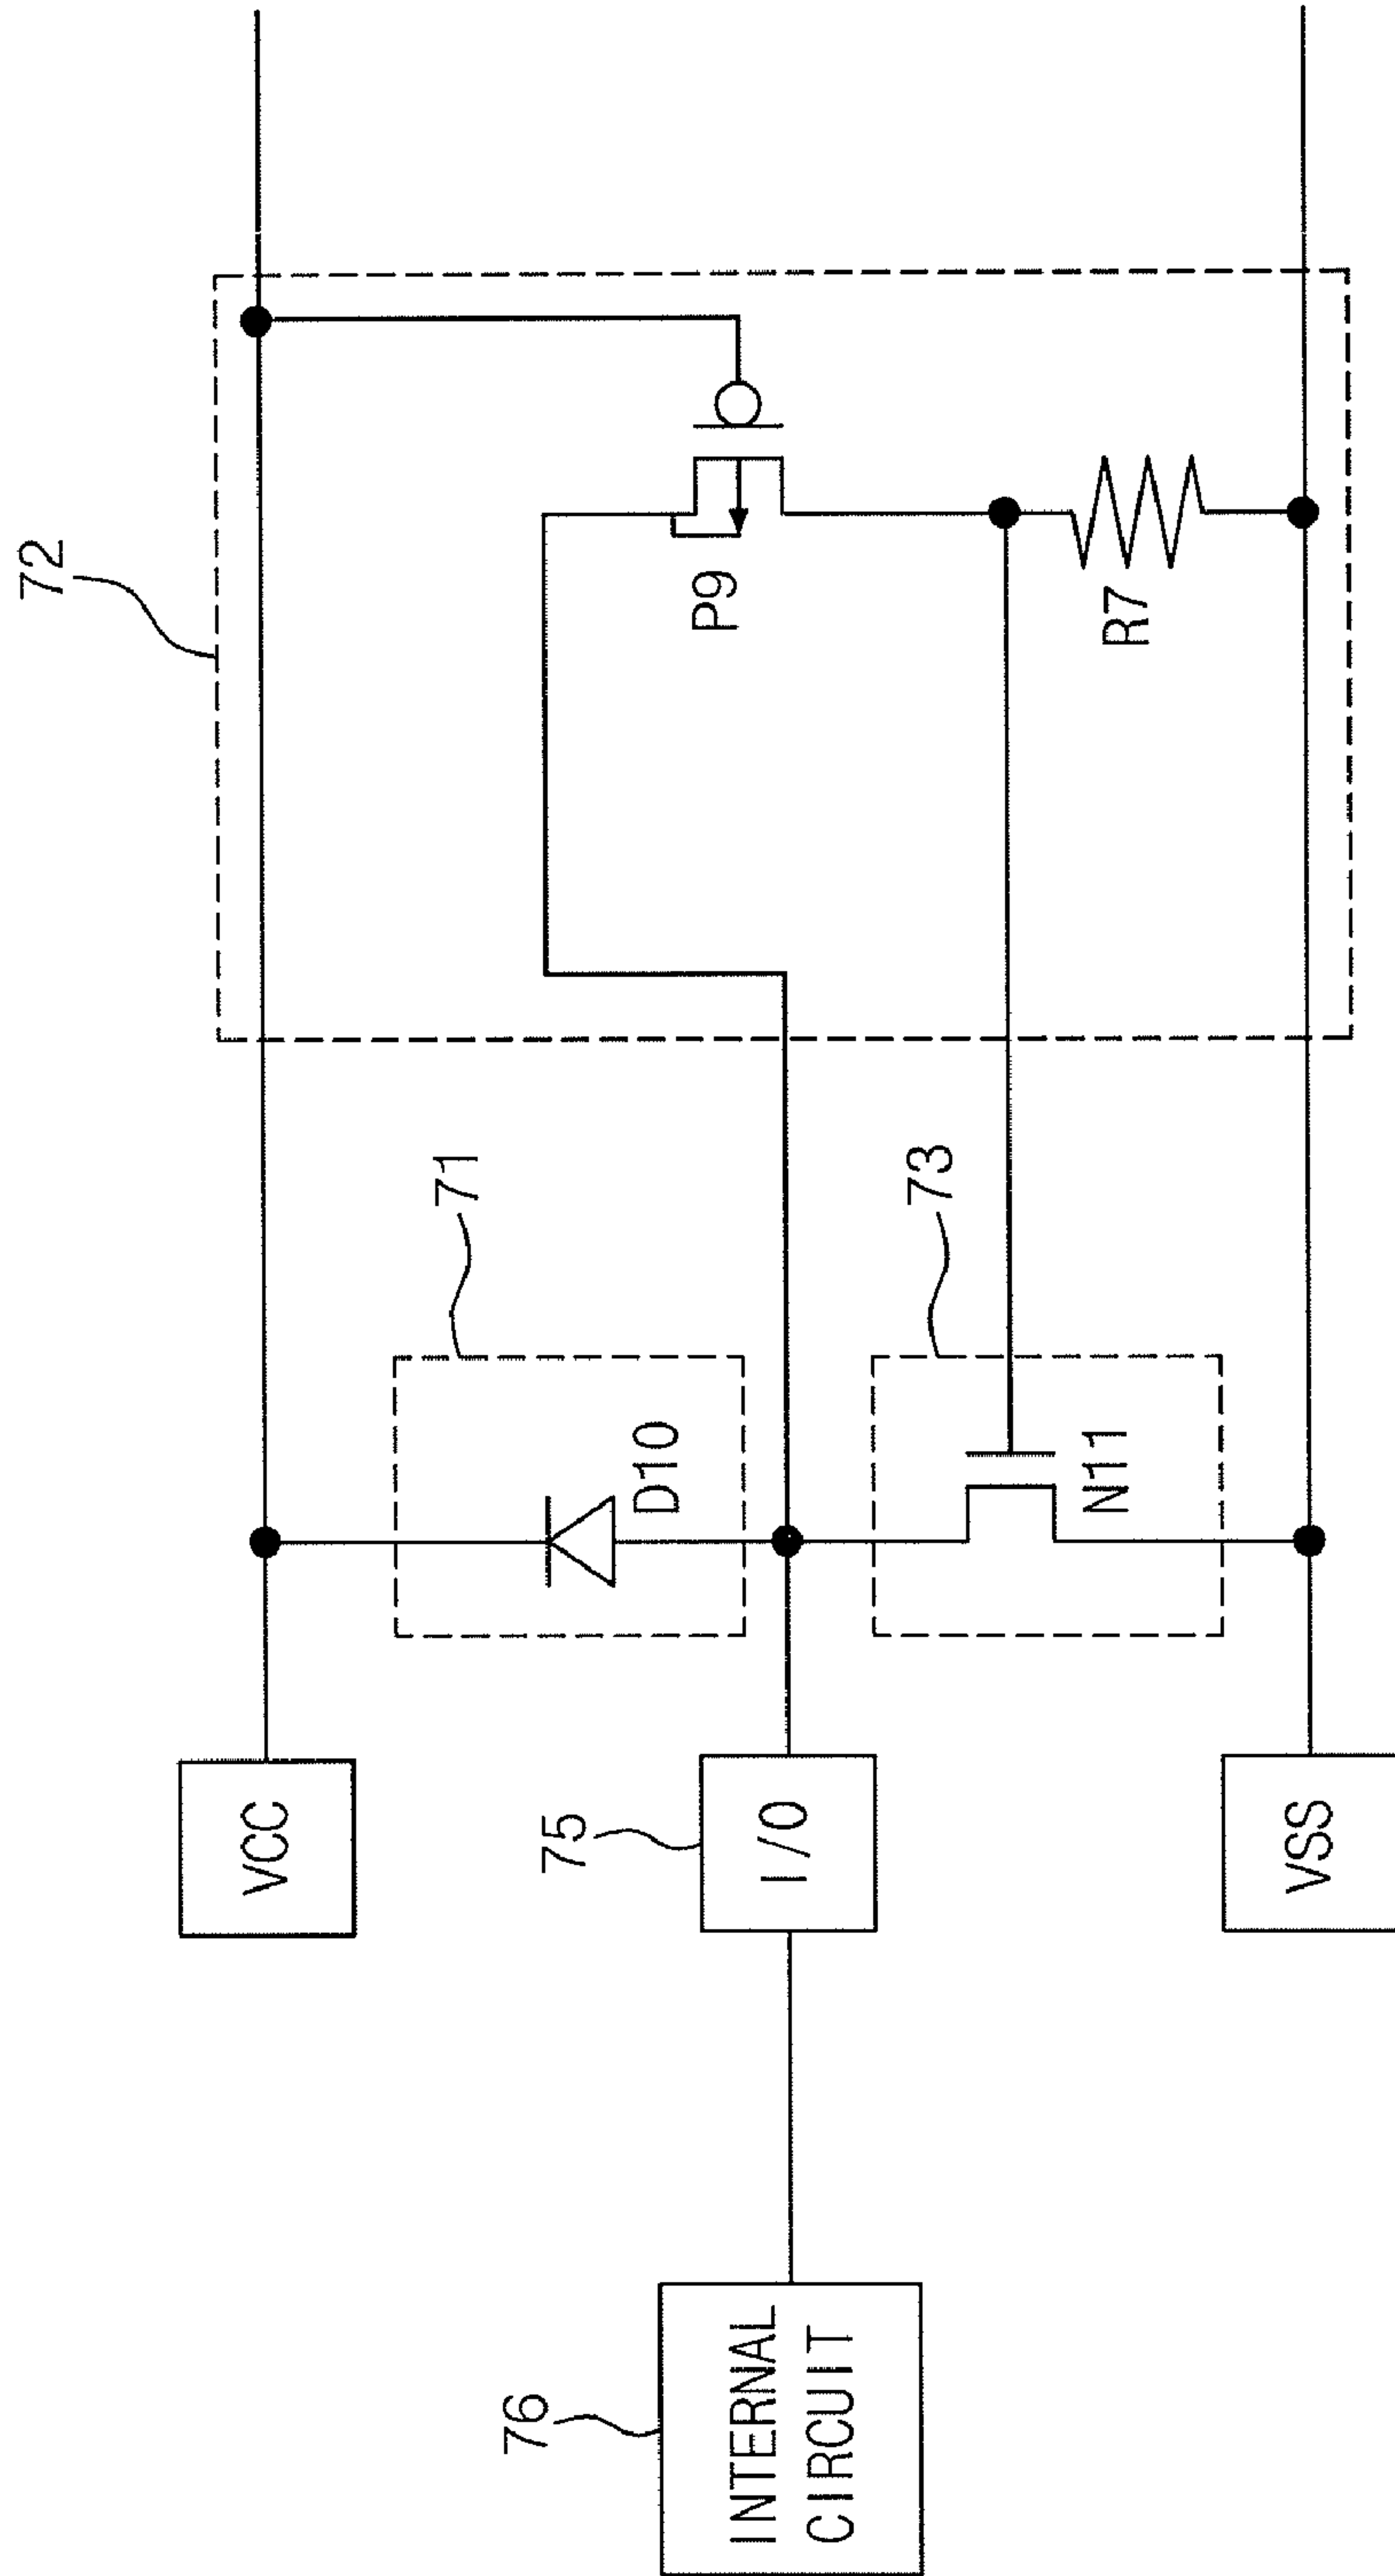 72
P9
R7
71
73
D10
N11
VCC
75
I/O
VSS
76
INTERNAL
CIRCUIT